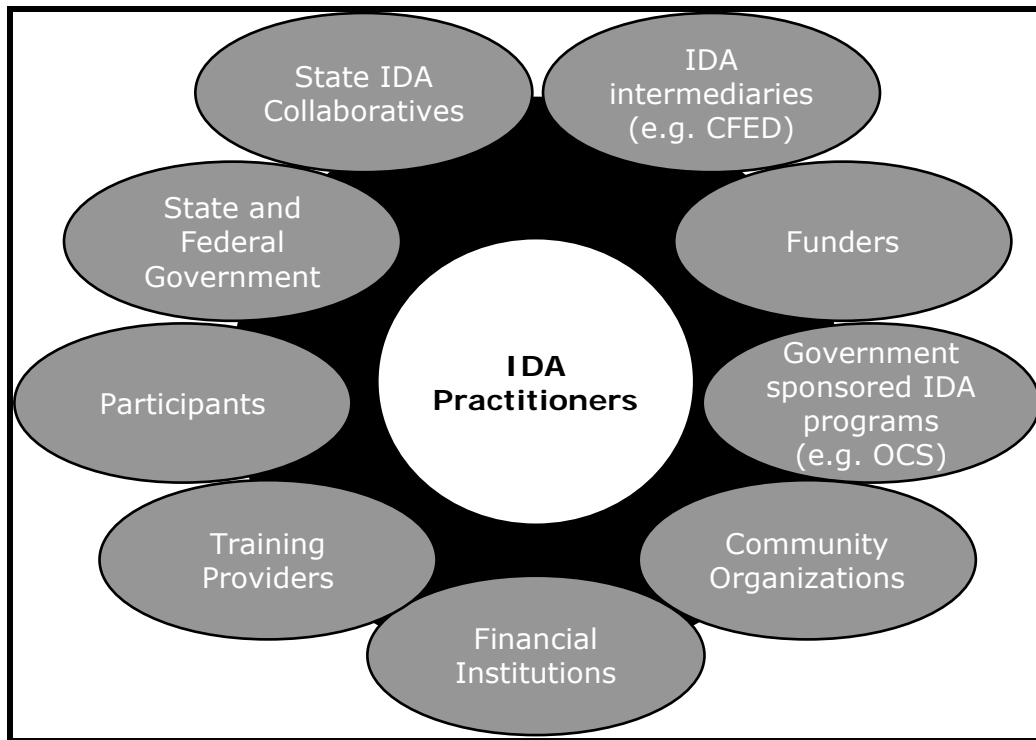 State IDA
Collaboratives
IDA
intermediaries
(e.g. CFED)
State and
Federal
Government
Funders
Participants
IDA
Practitioners
Government
sponsored IDA
programs
(e.g. OCS)
Training
Providers
Community
Organizations
Financial
Institutions